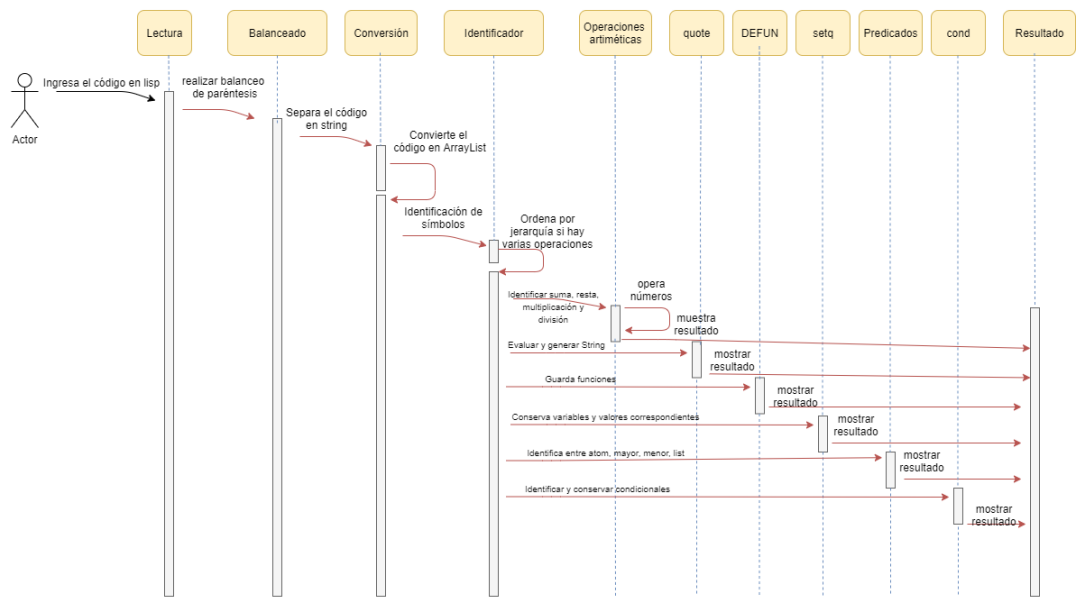 Lectura
Balanceado
Conversión
Identificador
Operaciones
artiméticas
quote
DEFUN
setq
Predicados
cond
Resultado
Ingresa el código en lisp
Actor
realizar balanceo
de paréntesis
Separa el código
en string
Convierte el
código en ArrayList
Identificación de
símbolos
Ordena por
jerarquía si hay
varias operaciones
Identificar suma, resta,
multiplicación y
división
opera
números
muestra
resultado
Evaluar y generar String
mostrar
resultado
Guarda funciones
mostrar
resultado
Conserva variables y valores correspondientes
mostrar
resultado
Identifica entre atom, mayor, menor, list
mostrar
resultado
Identificar y conservar condicionales
mostrar
resultado